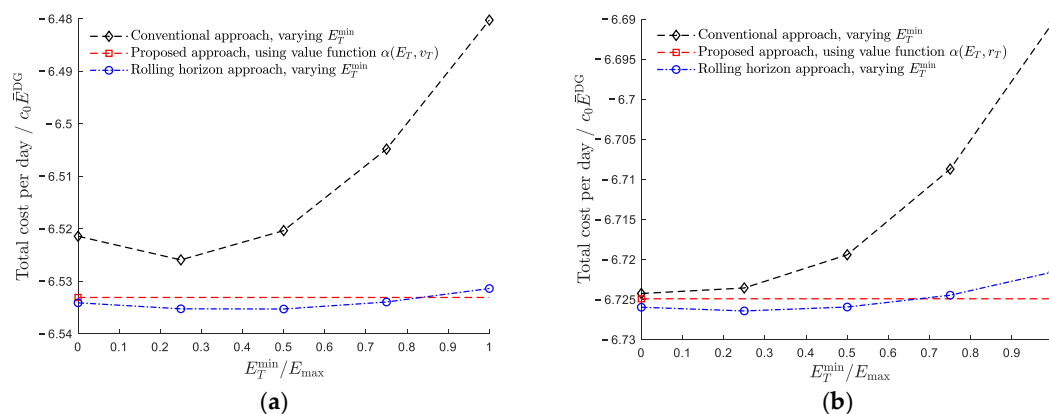 −6.48
−6.49
−6.5
−6.51
−6.52
−6.53
−6.54
Total cost per day / c₀ Ē^DG
Conventional approach, varying E_T^min
Proposed approach, using value function α(E_T, v_T)
Rolling horizon approach, varying E_T^min
0 0.1 0.2 0.3 0.4 0.5 0.6 0.7 0.8 0.9 1
E_T^min/E_max
(a)
−6.69
−6.695
−6.7
−6.705
−6.71
−6.715
−6.72
−6.725
−6.73
Total cost per day / c₀ Ē^DG
Conventional approach, varying E_T^min
Proposed approach, using value function α(E_T, r_T)
Rolling horizon approach, varying E_T^min
0 0.1 0.2 0.3 0.4 0.5 0.6 0.7 0.8 0.9
E_T^min/E_max
(b)